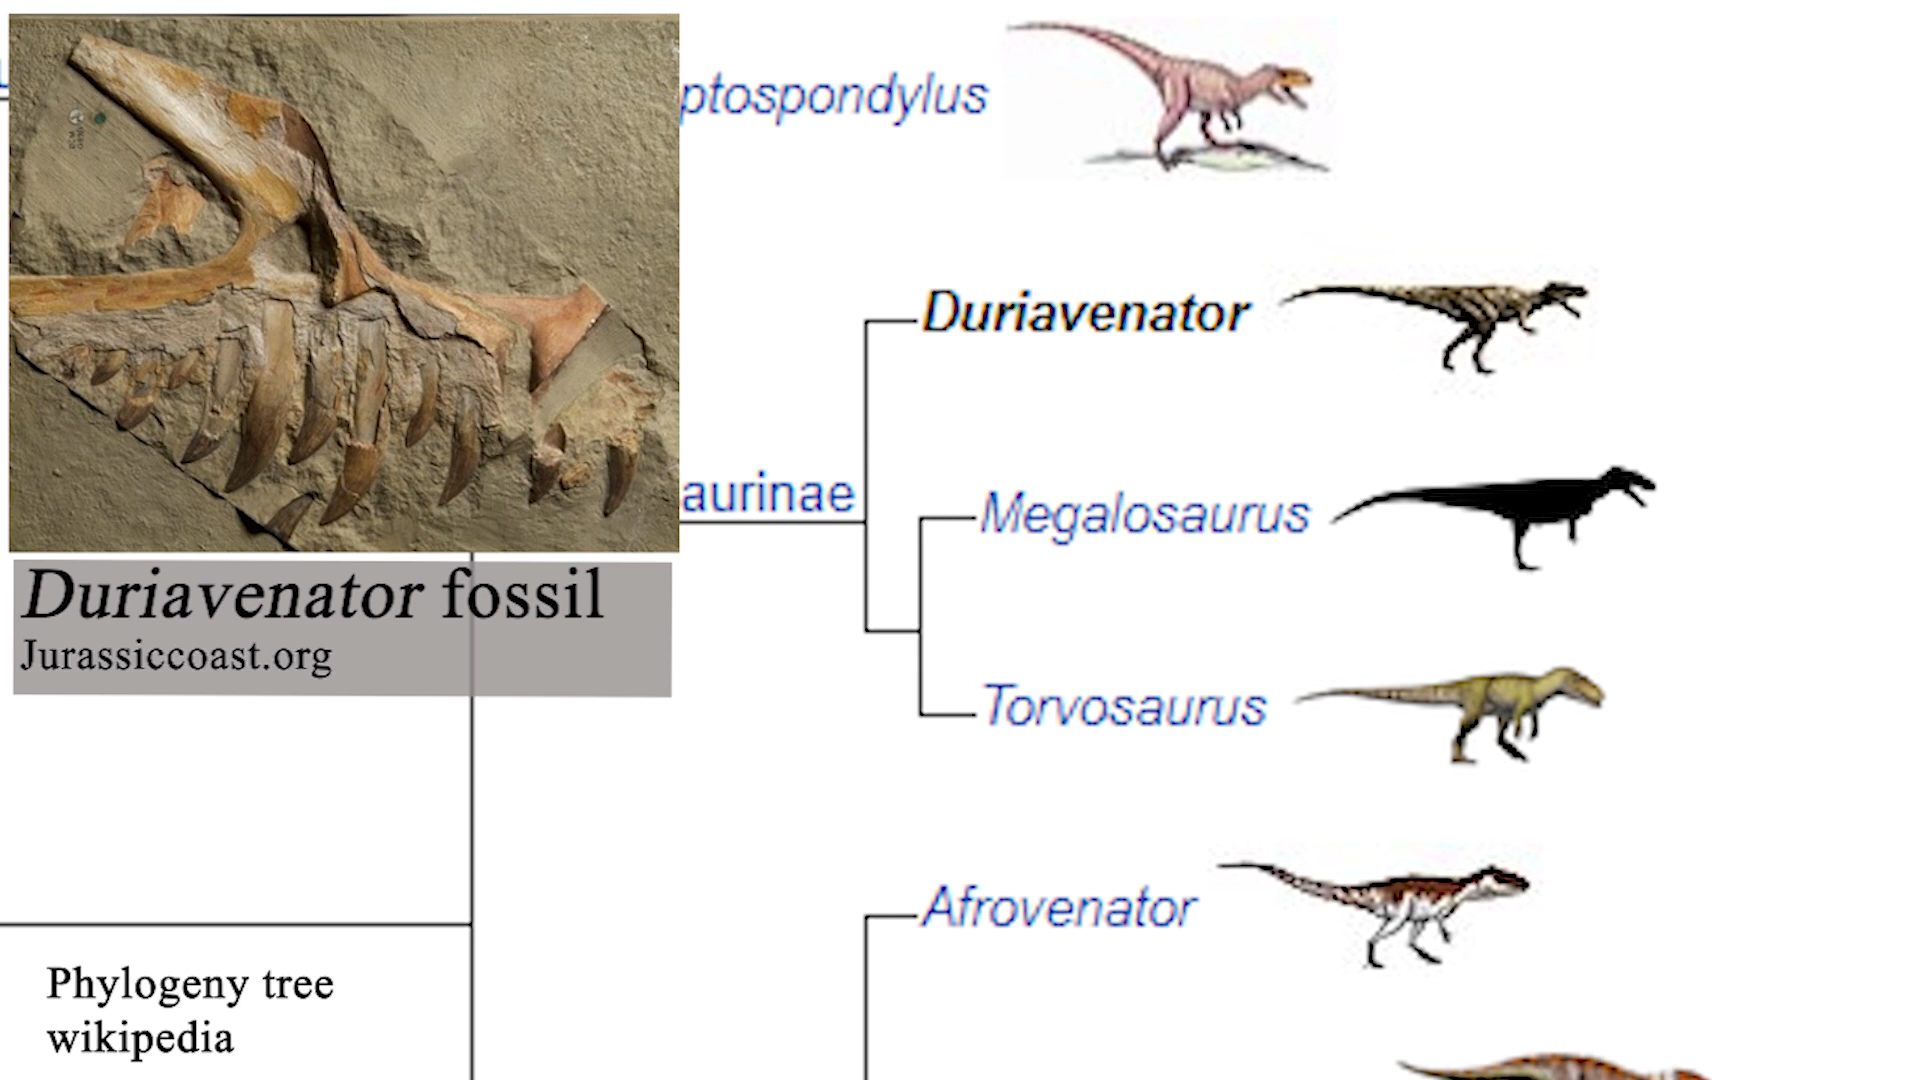 ptospondylus
Duriavenator
aurinae
Megalosaurus
Duriavenator fossil
Jurassiccoast.org
Torvosaurus
Afrovenator
Phylogeny tree
wikipedia